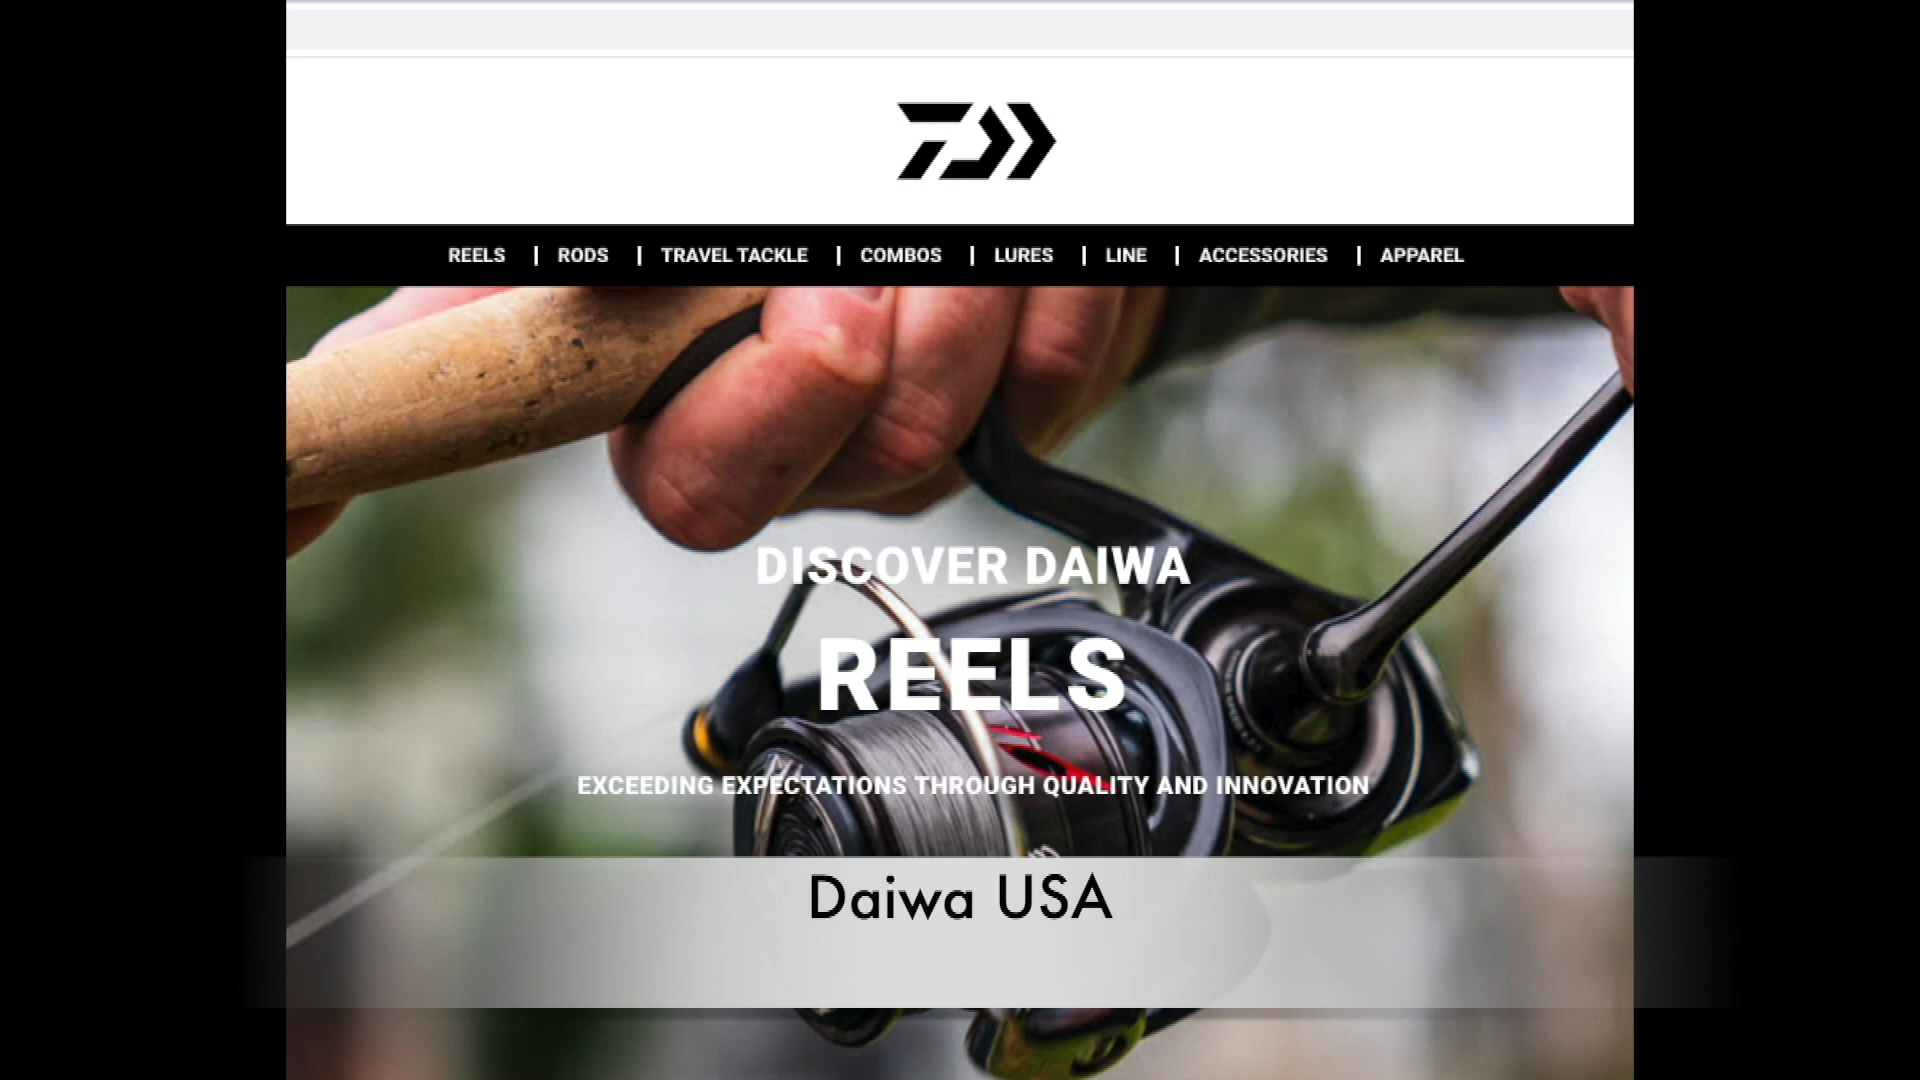 REELS | RODS | TRAVEL TACKLE | COMBOS | LURES | LINE | ACCESSORIES | APPAREL
DISCOVER DAIWA
REELS
EXCEEDING EXPECTATIONS THROUGH QUALITY AND INNOVATION
Daiwa USA